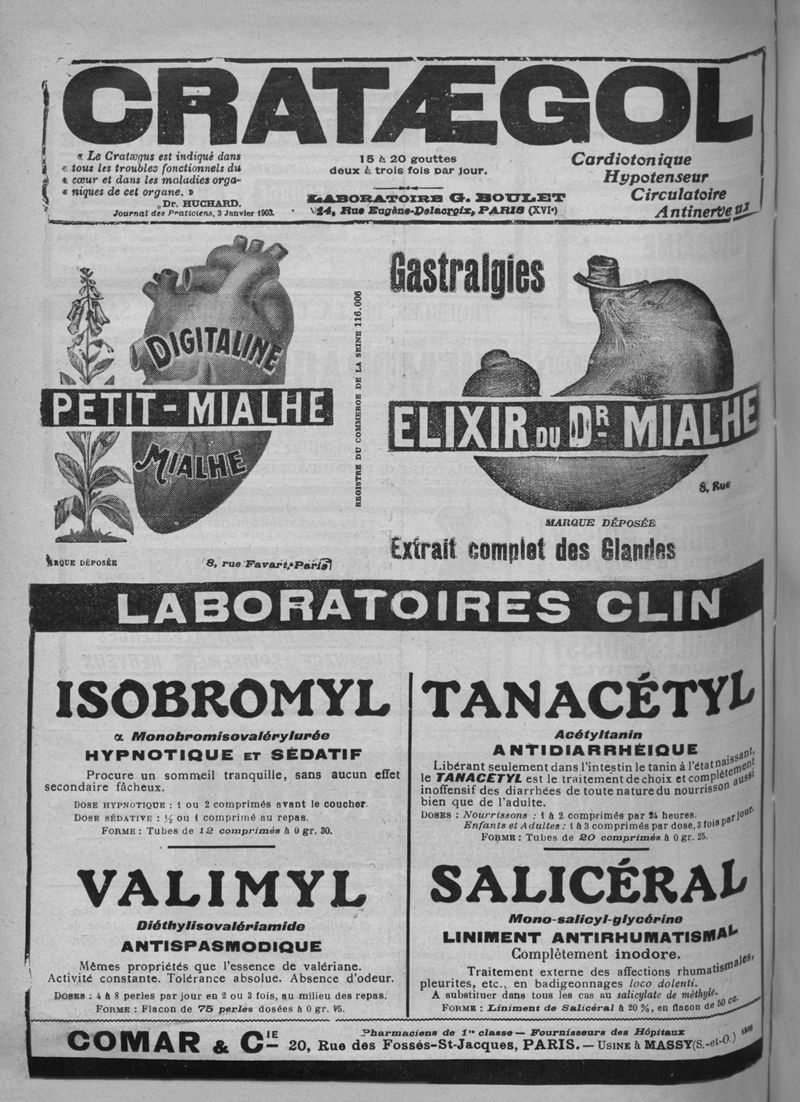 CRATÆGOL
« Le Cratægus est indiqué dans
« tous les troubles fonctionnels du
« cœur et dans les maladies orga-
« niques de cet organe. »
Dr. HUCHARD.
Journal des Praticiens, 3 Janvier 1903.
15 à 20 gouttes
deux à trois fois par jour.
LABORATOIRE G. BOULET
14, Rue Eugène-Delacroix, PARIS (XVIe)
Cardiotonique
Hypotenseur
Circulatoire
Antinerveux
DIGITALINE
PETIT-MIALHE
MIALHE
MARQUE DÉPOSÉE
8, rue Favart, Paris
REGISTRE DU COMMERCE DE LA SEINE 116.006
Gastralgies
ELIXIR DU DR MIALHE
8, Rue
MARQUE DÉPOSÉE
Extrait complet des Glandes
LABORATOIRES CLIN
ISOBROMYL
α Monobromisovalérylurée
HYPNOTIQUE ET SÉDATIF
Procure un sommeil tranquille, sans aucun effet
secondaire fâcheux.
DOSE HYPNOTIQUE : 1 ou 2 comprimés avant le coucher.
DOSE SÉDATIVE : ½ ou 1 comprimé au repas.
FORME : Tubes de 12 comprimés à 0 gr. 30.
VALIMYL
Diéthylisovalériamide
ANTISPASMODIQUE
Mêmes propriétés que l'essence de valériane.
Activité constante. Tolérance absolue. Absence d'odeur.
DOSES : 4 à 8 perles par jour en 2 ou 3 fois, au milieu des repas.
FORME : Flacon de 75 perles dosées à 0 gr.
TANACÉTYL
Acétyltanin
ANTIDIARRHÉIQUE
Libérant seulement dans l'intestin le tanin à l'état naissant,
le TANACÉTYL est le traitement de choix et complètement
inoffensif des diarrhées de toute nature du nourrisson aussi
bien que de l'adulte.
DOSES : Nourrissons : 1 à 2 comprimés par 24 heures.
Enfants et Adultes : 1 à 3 comprimés par dose, 3 fois par jour.
FORME : Tubes de 20 comprimés à 0 gr. 25.
SALICÉRAL
Mono-salicyl-glycérine
LINIMENT ANTIRHUMATISMAL
Complètement inodore.
Traitement externe des affections rhumatismales,
pleurites, etc., en badigeonnages loco dolenti.
A substituer dans tous les cas au salicylate de méthyle.
FORME : Liniment de Salicéral à 20 %, en flacon de 50 cc.
COMAR & CIE
Pharmaciens de 1re classe — Fournisseurs des Hôpitaux
20, Rue des Fossés-St-Jacques, PARIS. — USINE à MASSY (S.-et-O.)